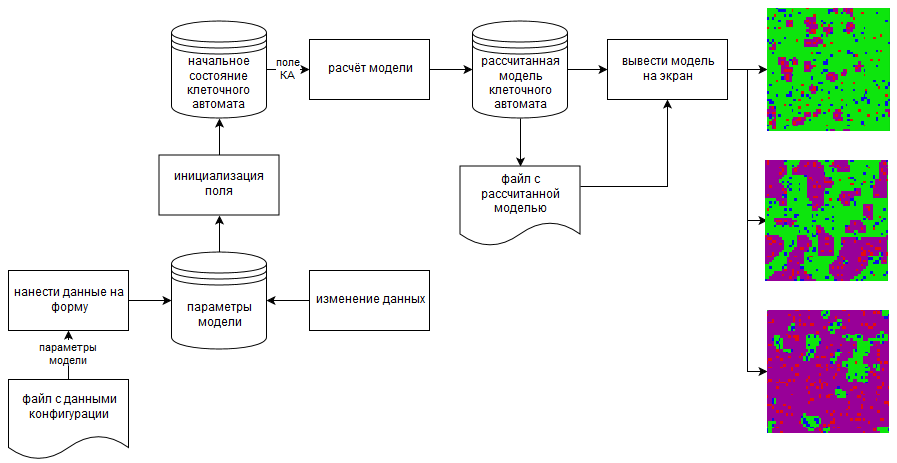 начальное
состояние
клеточного
автомата
поле
КА
расчёт модели
рассчитанная
модель
клеточного
автомата
вывести модель
на экран
инициализация
поля
файл с
рассчитанной
моделью
нанести данные на
форму
параметры
модели
изменение данных
параметры
модели
файл с данными
конфигурации